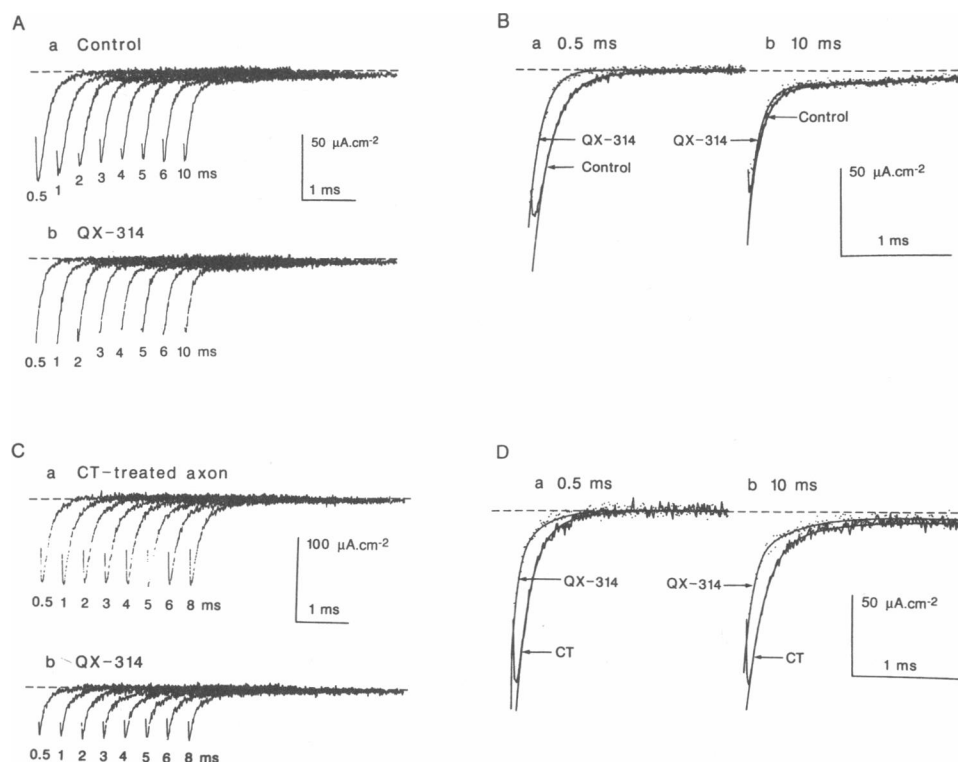 A
a Control
0.5 1 2 3 4 5 6 10 ms
50 μA.cm-2
1 ms
b QX-314
0.5 1 2 3 4 5 6 10 ms
B
a 0.5 ms
QX-314
Control
b 10 ms
QX-314
Control
50 μA.cm-2
1 ms
C
a CT-treated axon
0.5 1 2 3 4 5 6 8 ms
100 μA.cm-2
1 ms
b QX-314
0.5 1 2 3 4 5 6 8 ms
D
a 0.5 ms
QX-314
CT
b 10 ms
QX-314
CT
50 μA.cm-2
1 ms